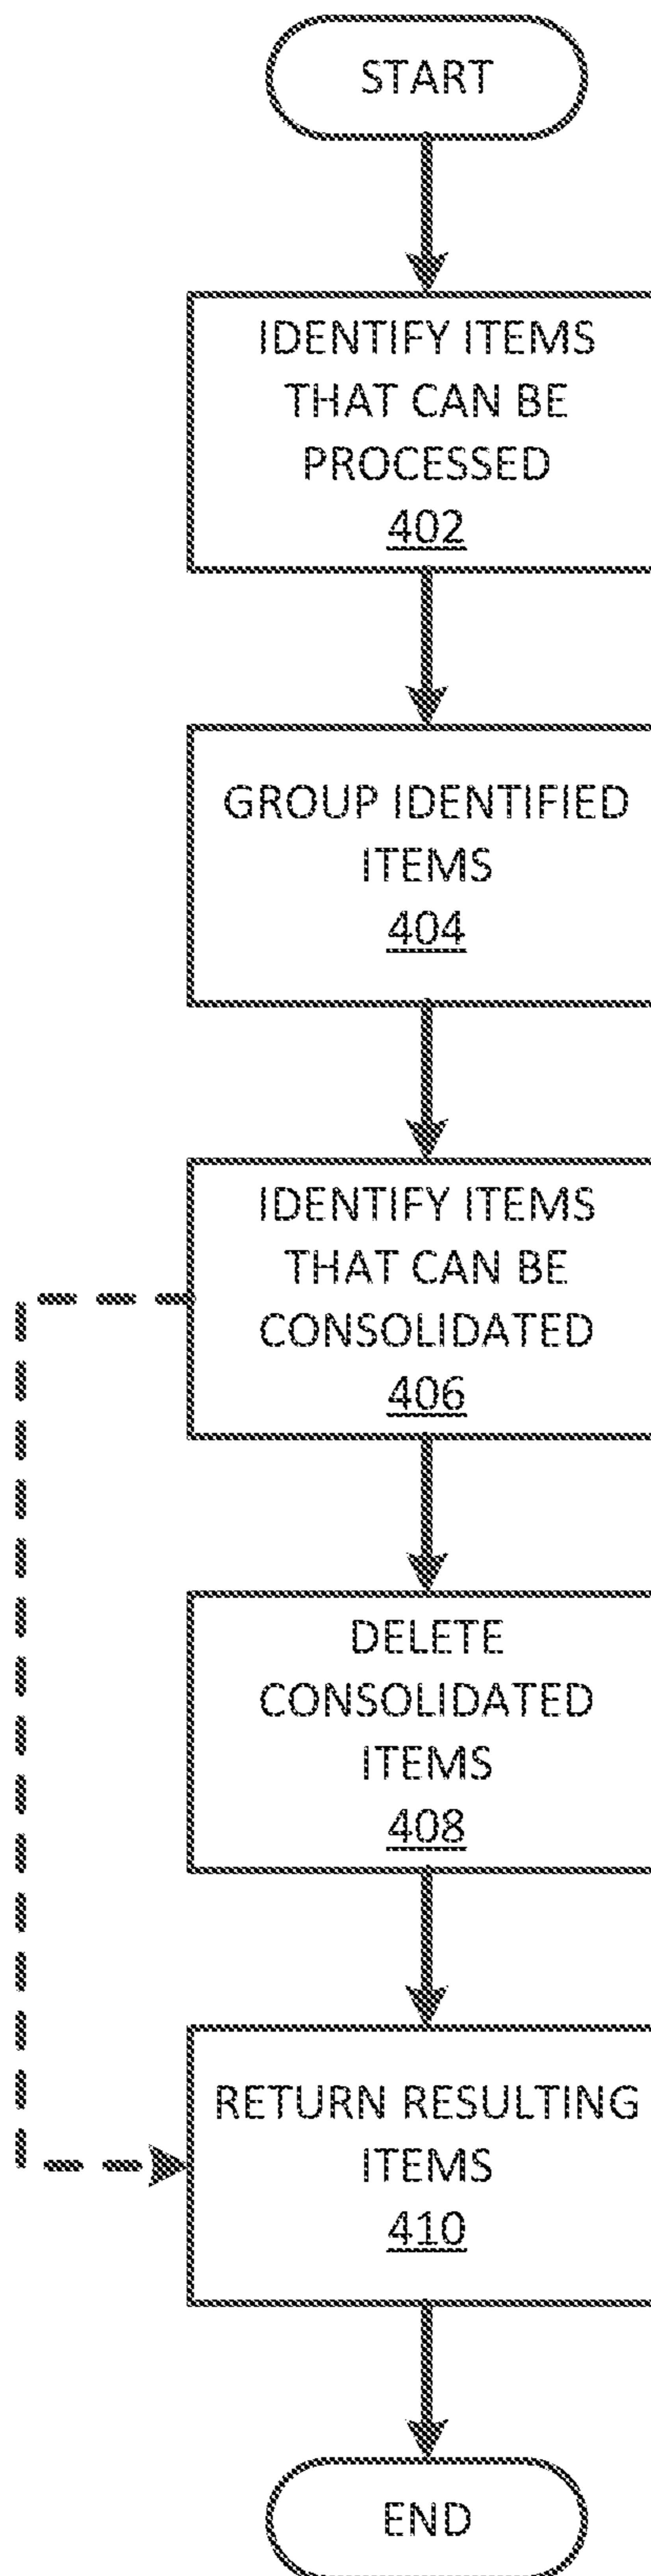 START
IDENTIFY ITEMS
THAT CAN BE
PROCESSED
402
GROUP IDENTIFIED
ITEMS
404
IDENTIFY ITEMS
THAT CAN BE
CONSOLIDATED
406
DELETE
CONSOLIDATED
ITEMS
408
RETURN RESULTING
ITEMS
410
END